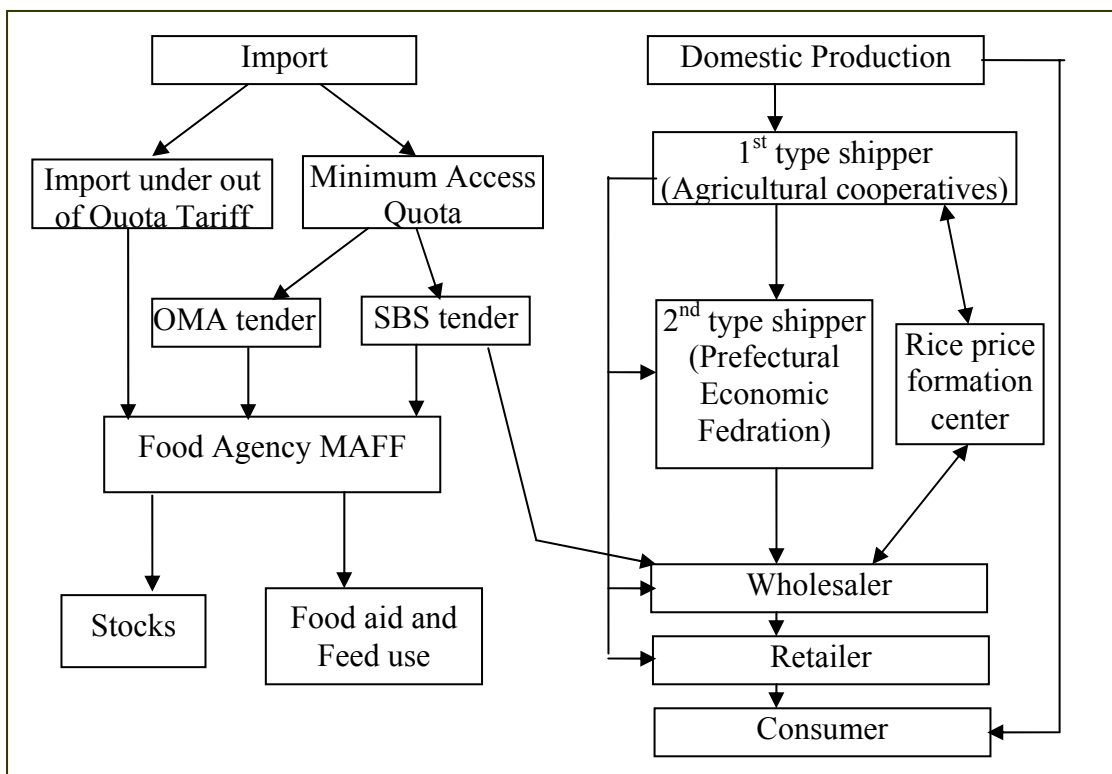 Import
Domestic Production
Import under out
of Quota Tariff
Minimum Access
Quota
1st type shipper
(Agricultural cooperatives)
OMA tender
SBS tender
2nd type shipper
(Prefectural
Economic
Fedration)
Rice price
formation
center
Food Agency MAFF
Stocks
Food aid and
Feed use
Wholesaler
Retailer
Consumer